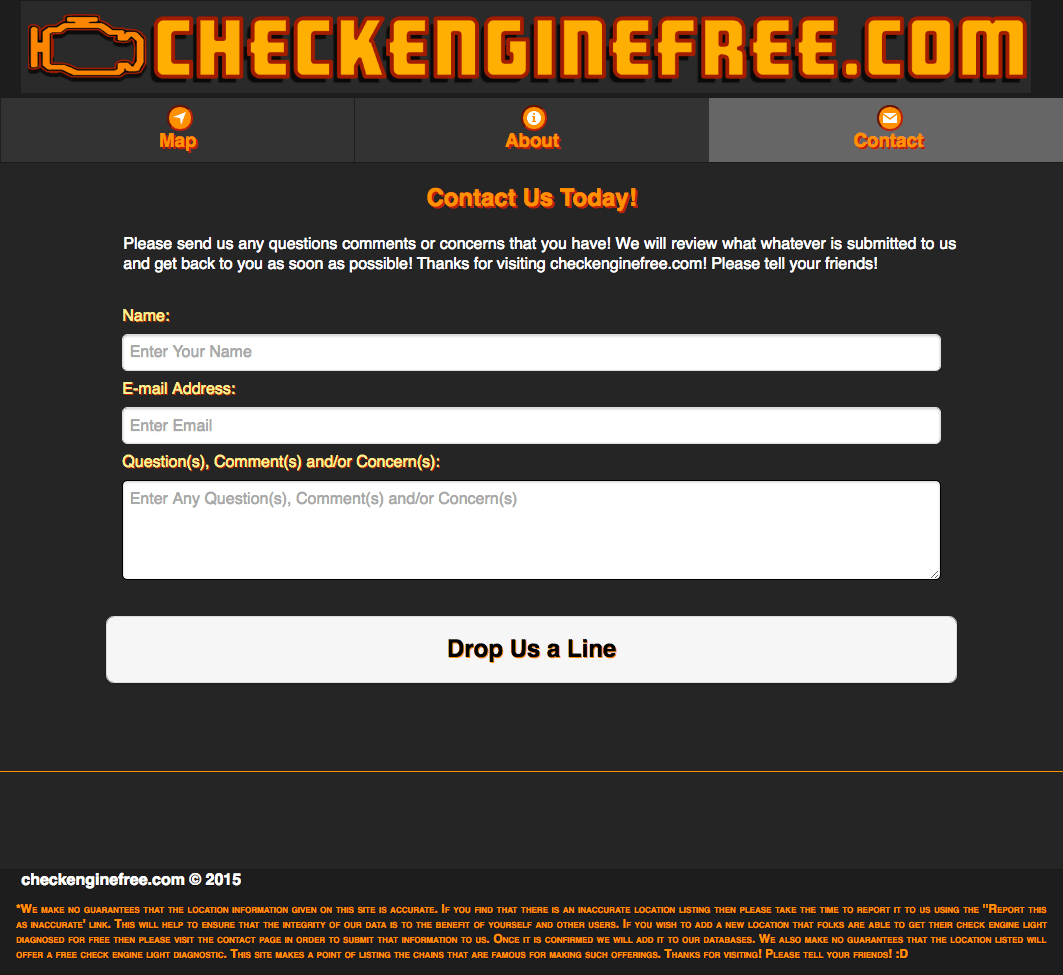 CHECKENGINEFREE.COM
Map
About
Contact
Contact Us Today!
Please send us any questions comments or concerns that you have! We will review what whatever is submitted to us
and get back to you as soon as possible! Thanks for visiting checkenginefree.com! Please tell your friends!
Name:
Enter Your Name
E-mail Address:
Enter Email
Question(s), Comment(s) and/or Concern(s):
Enter Any Question(s), Comment(s) and/or Concern(s)
Drop Us a Line
checkenginefree.com © 2015
*We make no guarantees that the location information given on this site is accurate. If you find that there is an inaccurate location listing then please take the time to report it to us using the "Report this
as inaccurate' link. This will help to ensure that the integrity of our data is to the benefit of yourself and other users. If you wish to add a new location that folks are able to get their check engine light
diagnosed for free then please visit the contact page in order to submit that information to us. Once it is confirmed we will add it to our databases. We also make no guarantees that the location listed will
offer a free check engine light diagnostic. This site makes a point of listing the chains that are famous for making such offerings. Thanks for visiting! Please tell your friends! :D